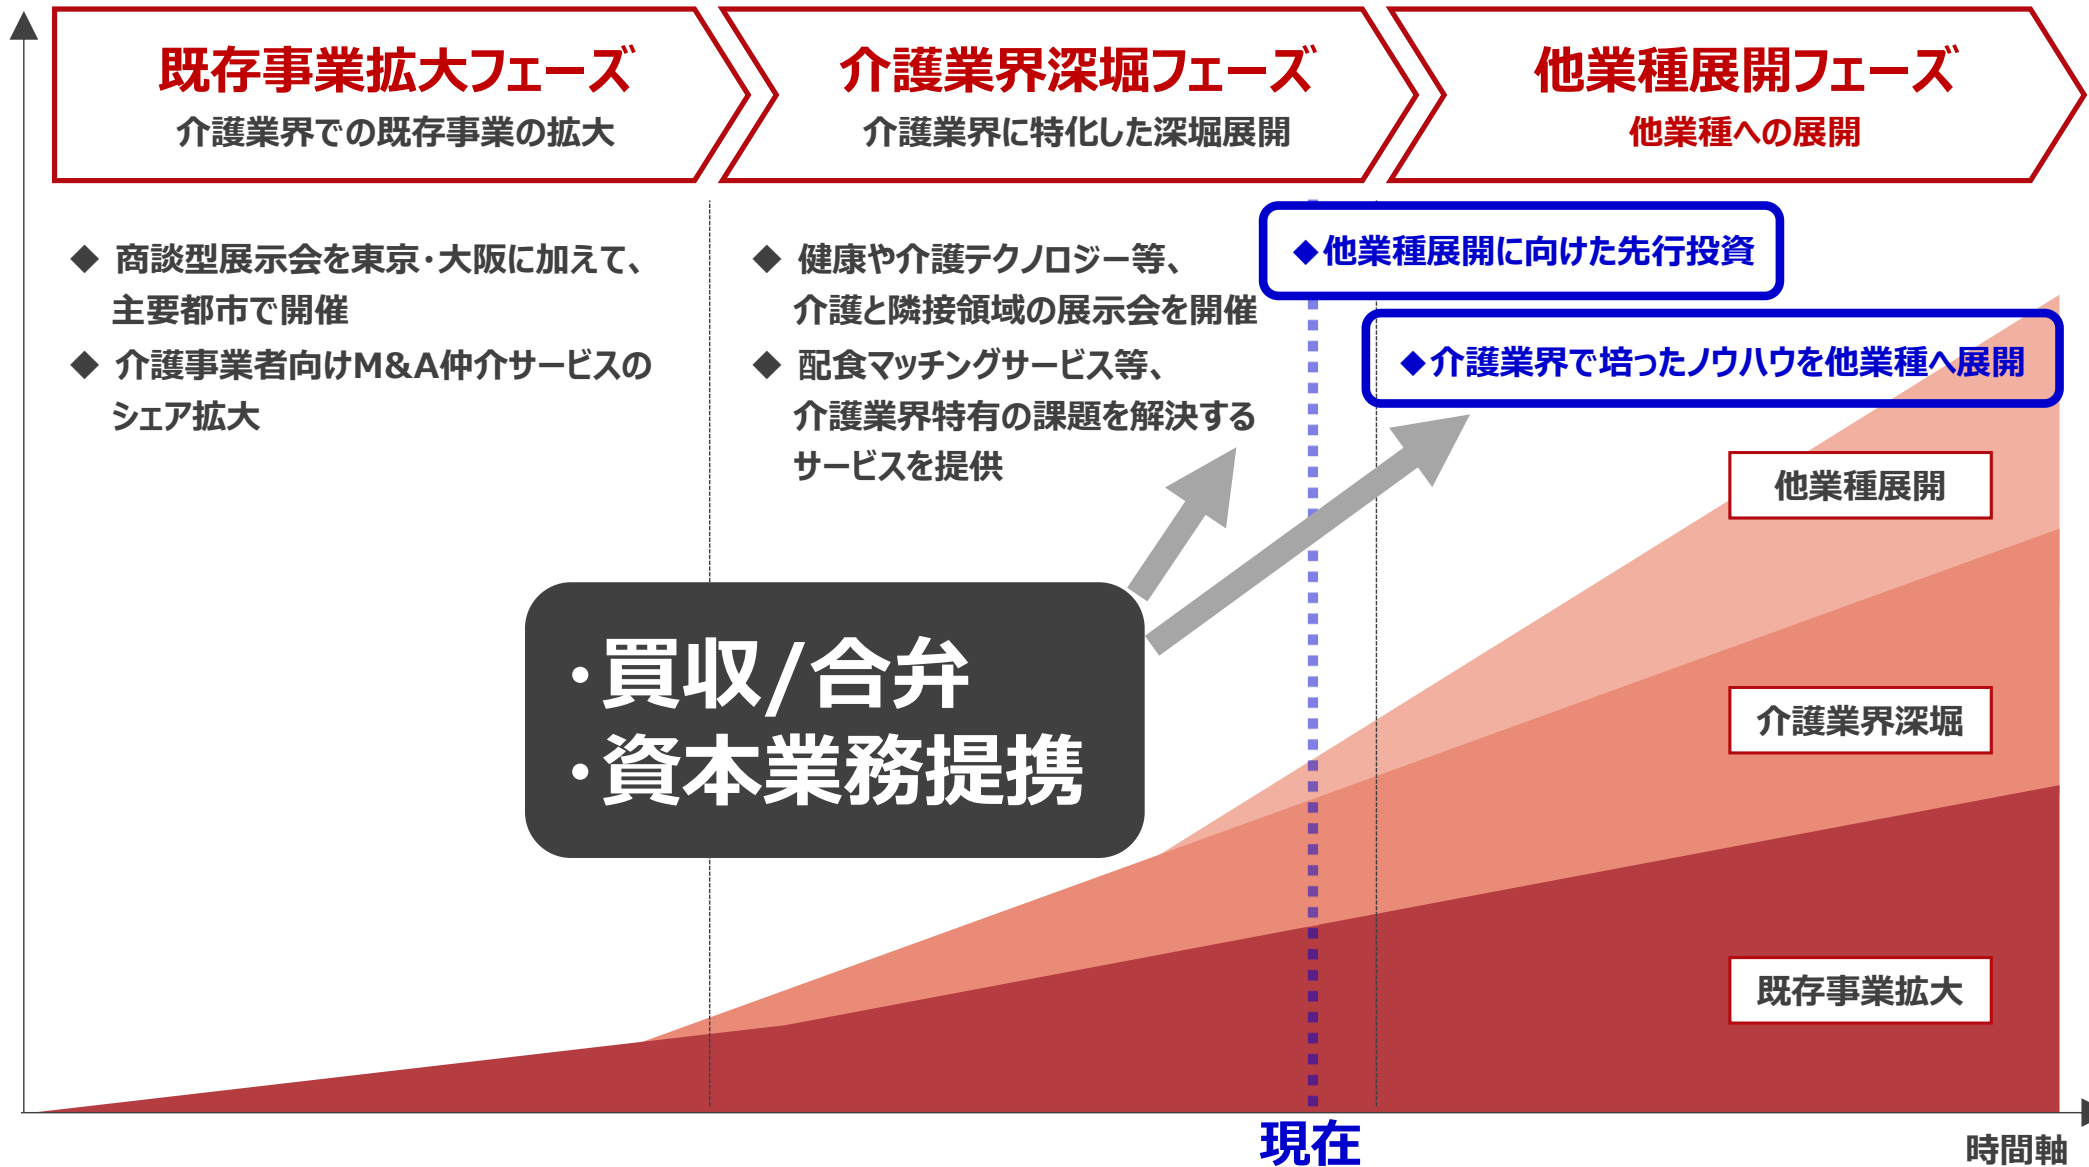 既存事業拡大フェーズ
介護業界での既存事業の拡大
介護業界深堀フェーズ
介護業界に特化した深堀展開
他業種展開フェーズ
他業種への展開
◆ 商談型展示会を東京・大阪に加えて、
主要都市で開催
◆ 介護事業者向けM&A仲介サービスの
シェア拡大
◆ 健康や介護テクノロジー等、
介護と隣接領域の展示会を開催
◆ 配食マッチングサービス等、
介護業界特有の課題を解決する
サービスを提供
◆他業種展開に向けた先行投資
◆介護業界で培ったノウハウを他業種へ展開
・買収/合弁
・資本業務提携
他業種展開
介護業界深堀
既存事業拡大
現在
時間軸